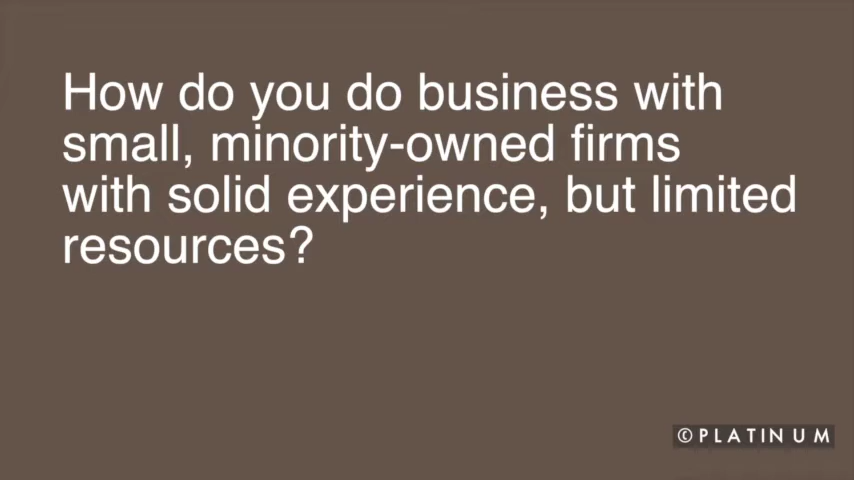 How do you do business with
small, minority-owned firms
with solid experience, but limited
resources?
©PLATINUM